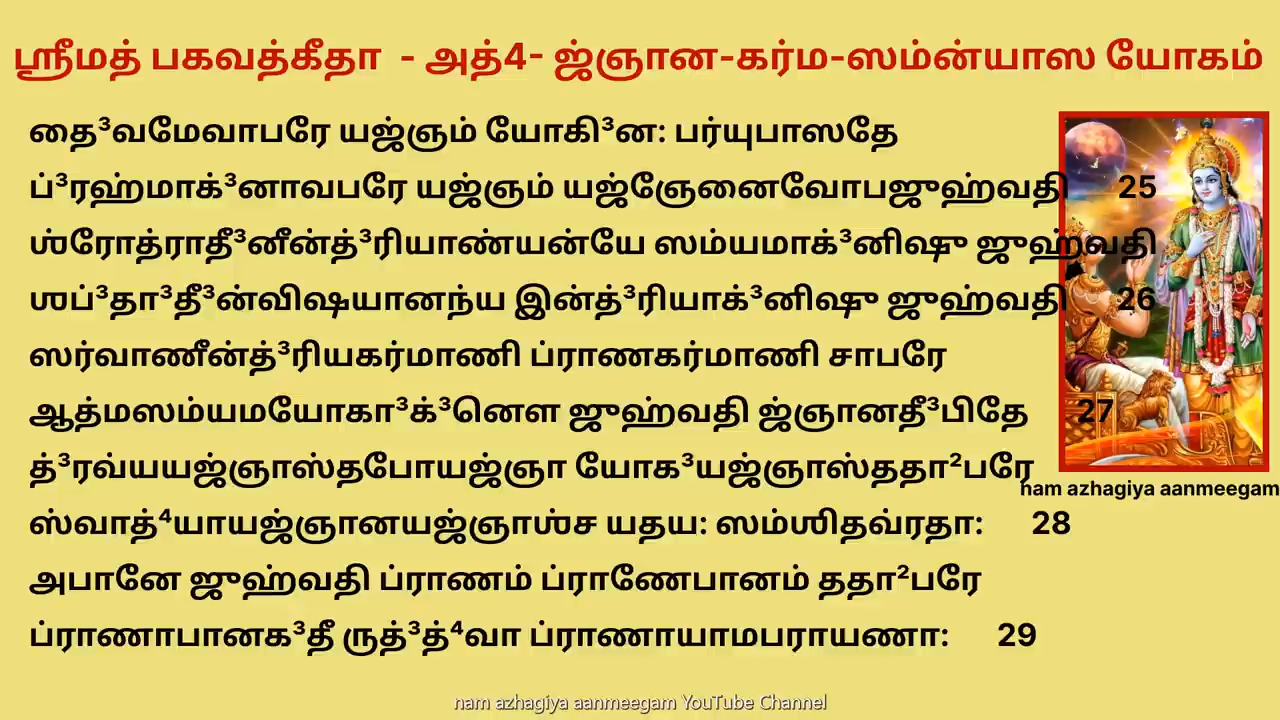 ஸ்ரீமத் பகவத்கீதா - அத்4- ஜ்ஞான-கர்ம-ஸம்ன்யாஸ யோகம்
தை³வமேவாபரே யஜ்ஞம் யோகி³ன: பர்யுபாஸதே
ப்³ரஹ்மாக்³னாவபரே யஜ்ஞம் யஜ்ஞேனைவோபஜுஹ்வதி 25
ஶ்ரோத்ராதீ³னீன்த்³ரியாண்யன்யே ஸம்யமாக்³னிஷு ஜுஹ்வதி
ஶப்³தா³தீ³ன்விஷயானந்ய இன்த்³ரியாக்³னிஷு ஜுஹ்வதி 26
ஸர்வாணீன்த்³ரியகர்மாணி ப்ராணகர்மாணி சாபரே
ஆத்மஸம்யமயோகா³க்³னௌ ஜுஹ்வதி ஜ்ஞானதீ³பிதே 27
த்³ரவ்யயஜ்ஞாஸ்தபோயஜ்ஞா யோக³யஜ்ஞாஸ்ததா²பரே
nam azhagiya aanmeegam
ஸ்வாத்⁴யாயஜ்ஞானயஜ்ஞாஶ்ச யதய: ஸம்ஶிதவ்ரதா: 28
அபானே ஜுஹ்வதி ப்ராணம் ப்ராணேபானம் ததா²பரே
ப்ராணாபானக³தீ ருத்³த்⁴வா ப்ராணாயாமபராயணா: 29
nam azhagiya aanmeegam YouTube Channel